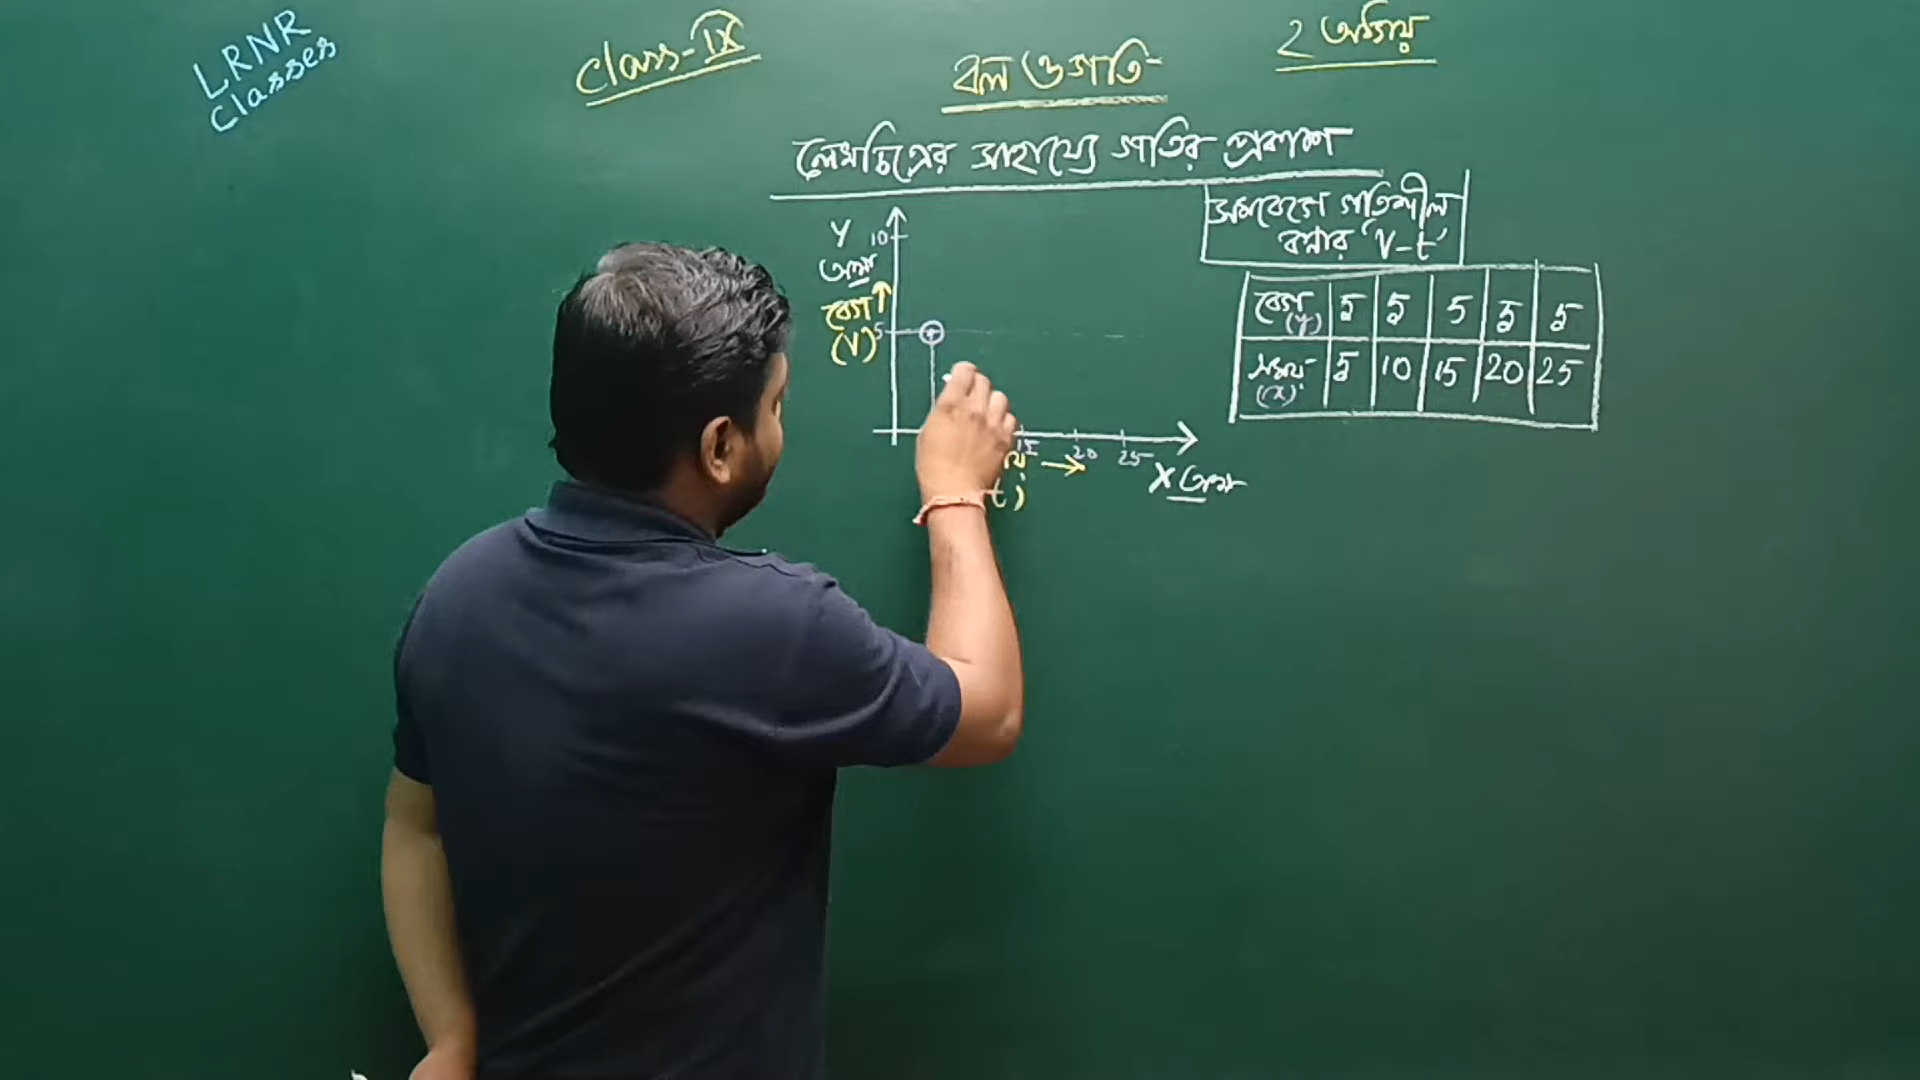 LRNR
Classes
Class-IX
বল ও গতি
2 অধ্যায়
লেখচিত্রের সাহায্যে গতির প্রকাশ
সমবেগে গতিশীল
বস্তুর 'V-t'
Y
অক্ষ
10
বেগ
(V)
5
15
20
25
t)
X অক্ষ
বেগ (y) 5 5 5 5 5
সময় (x) 5 10 15 20 25